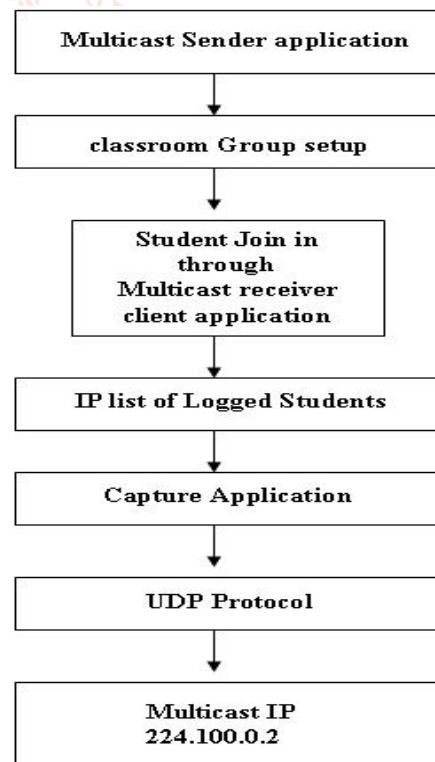 Multicast Sender application
classroom Group setup
Student Join in
through
Multicast receiver
client application
IP list of Logged Students
Capture Application
UDP Protocol
Multicast IP
224.100.0.2